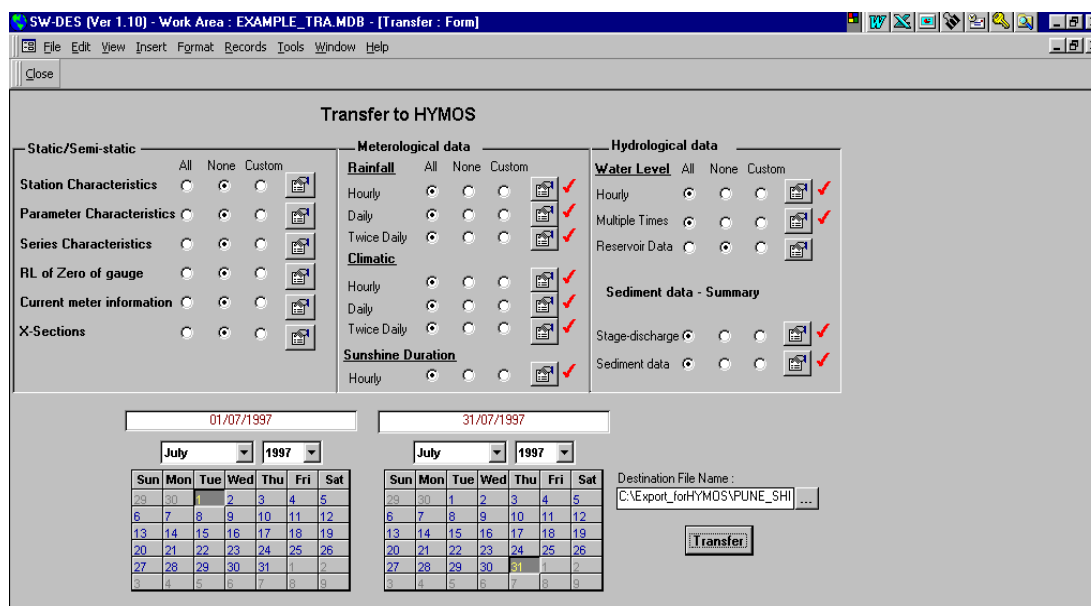 SW-DES (Ver 1.10) - Work Area : EXAMPLE_TRA.MDB - [Transfer : Form]
File Edit View Insert Format Records Tools Window Help
Close
Transfer to HYMOS
Static/Semi-static
All None Custom
Station Characteristics
Parameter Characteristics
Series Characteristics
RL of Zero of gauge
Current meter information
X-Sections
Meterological data
Rainfall All None Custom
Hourly
Daily
Twice Daily
Climatic
Hourly
Daily
Twice Daily
Sunshine Duration
Hourly
Hydrological data
Water Level All None Custom
Hourly
Multiple Times
Reservoir Data
Sediment data - Summary
Stage-discharge
Sediment data
01/07/1997
July 1997
Sun Mon Tue Wed Thu Fri Sat
29 30 1 2 3 4 5
6 7 8 9 10 11 12
13 14 15 16 17 18 19
20 21 22 23 24 25 26
27 28 29 30 31 1 2
3 4 5 6 7 8 9
31/07/1997
July 1997
Sun Mon Tue Wed Thu Fri Sat
29 30 1 2 3 4 5
6 7 8 9 10 11 12
13 14 15 16 17 18 19
20 21 22 23 24 25 26
27 28 29 30 31 1 2
3 4 5 6 7 8 9
Destination File Name :
C:\Export_forHYMOS\PUNE_SHI ...
Transfer